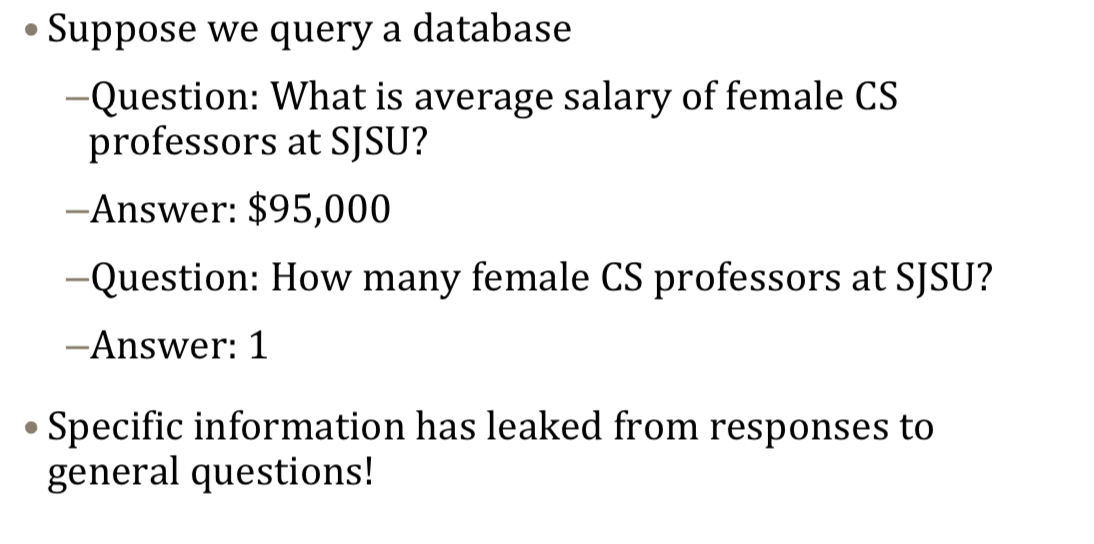 • Suppose we query a database
–Question: What is average salary of female CS
professors at SJSU?
–Answer: $95,000
–Question: How many female CS professors at SJSU?
–Answer: 1
• Specific information has leaked from responses to
general questions!